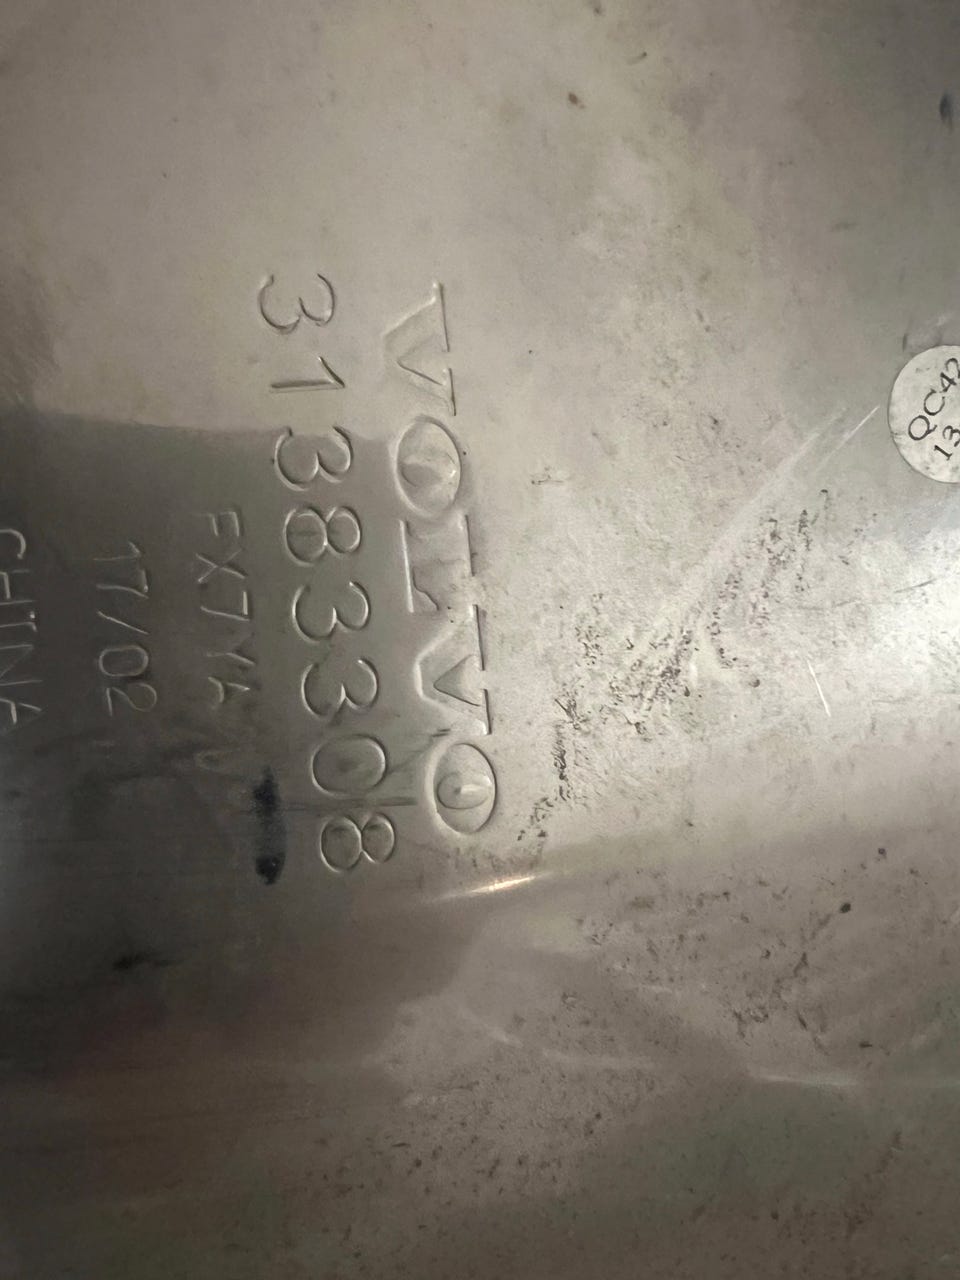 VOLVO
31383308
FX7YA
17/02
CHINA
QC42
13